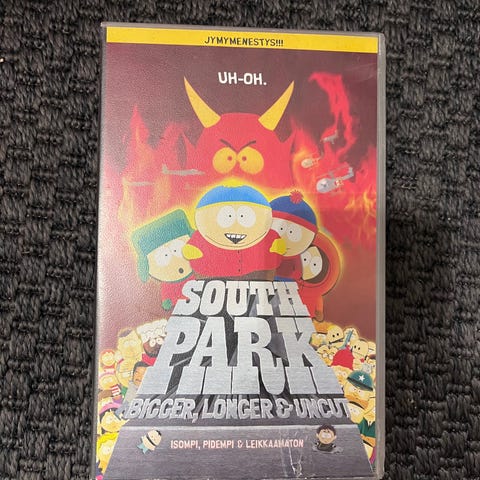 JYMYMENESTYS!!!
UH-OH.
SOUTH
PARK
BIGGER, LONGER & UNCUT
ISOMPI, PIDEMPI & LEIKKAAMATON